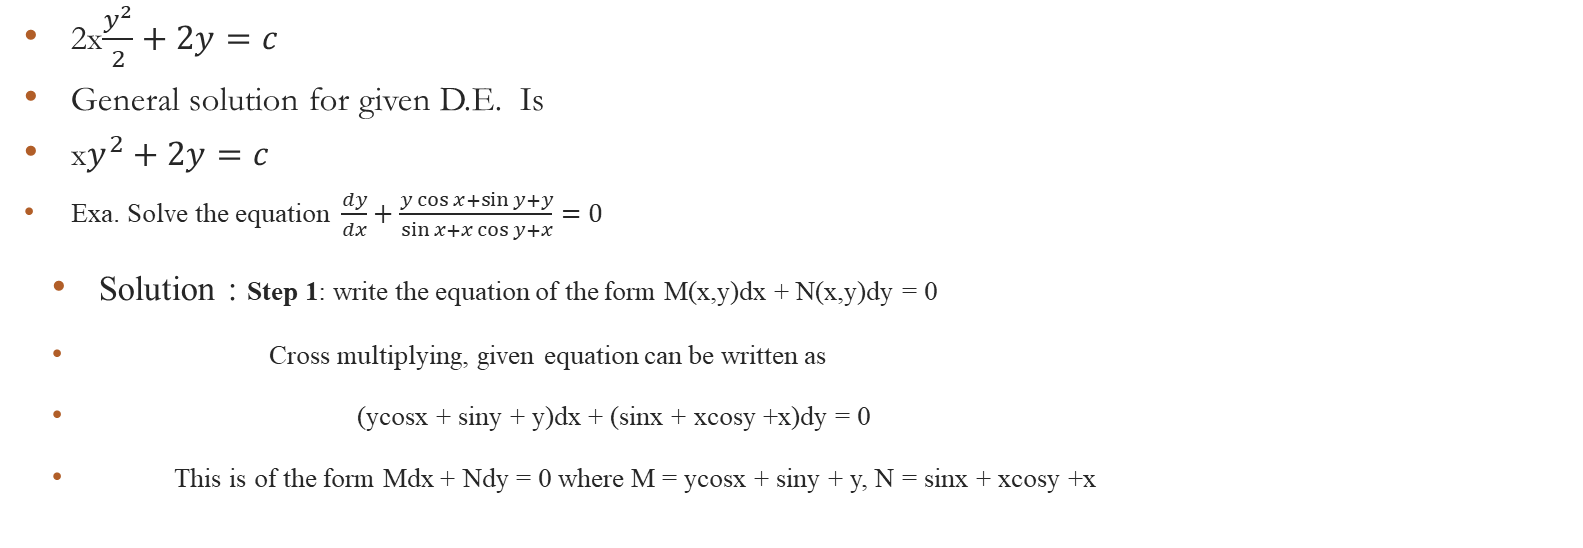 • 2x y²/2 + 2y = c
• General solution for given D.E. Is
• xy² + 2y = c
• Exa. Solve the equation dy/dx + (y cos x+sin y+y)/(sin x+x cos y+x) = 0
• Solution : Step 1: write the equation of the form M(x,y)dx + N(x,y)dy = 0
• Cross multiplying, given equation can be written as
• (ycosx + siny + y)dx + (sinx + xcosy +x)dy = 0
• This is of the form Mdx + Ndy = 0 where M = ycosx + siny + y, N = sinx + xcosy +x